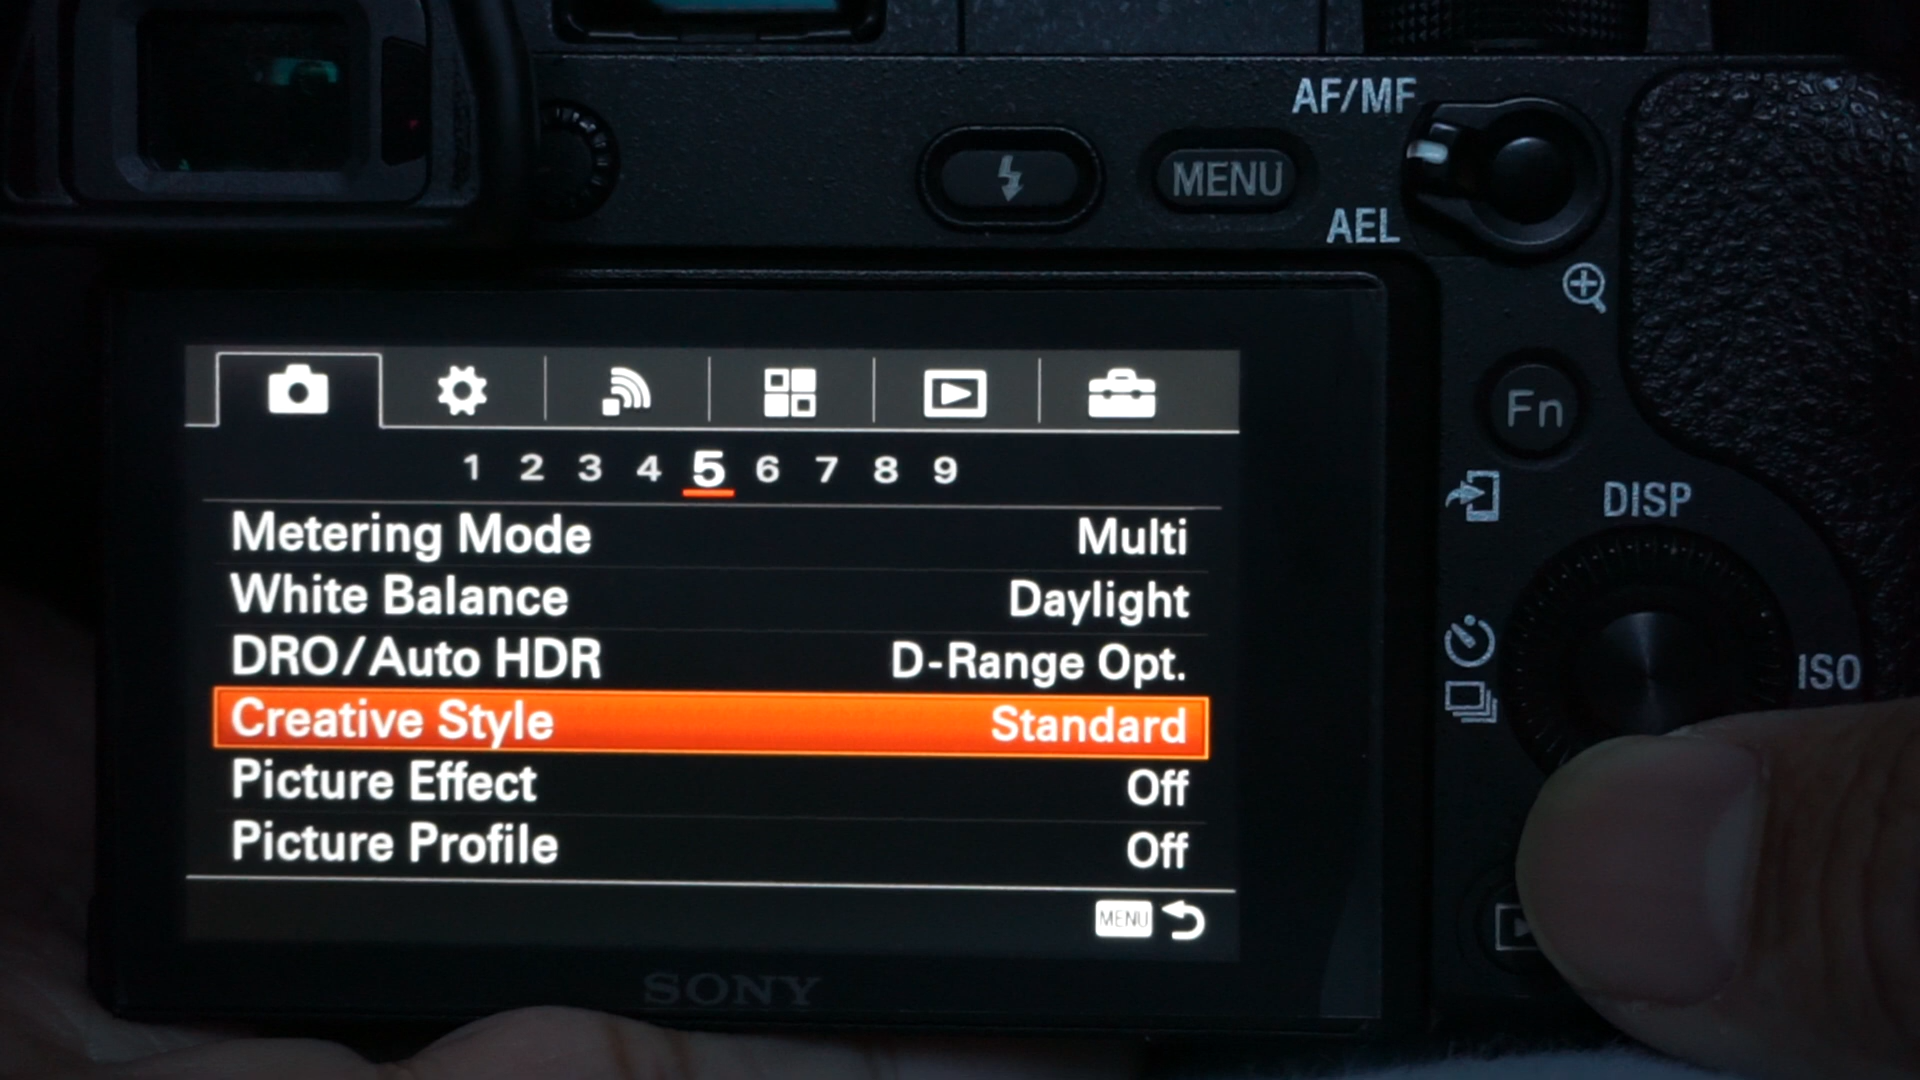 AF/MF
MENU
AEL
Fn
1 2 3 4 5 6 7 8 9
DISP
Metering Mode Multi
White Balance Daylight
DRO/Auto HDR D-Range Opt.
ISO
Creative Style Standard
Picture Effect Off
Picture Profile Off
MENU
SONY